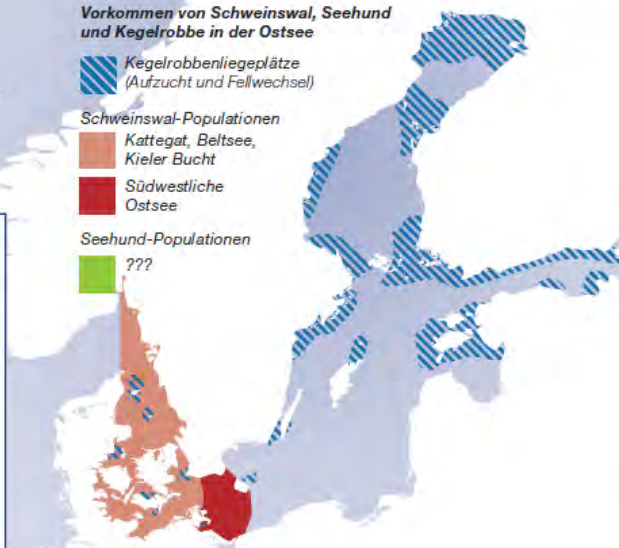 Vorkommen von Schweinswal, Seehund
und Kegelrobbe in der Ostsee
Kegelrobbenliegeplätze
(Aufzucht und Fellwechsel)
Schweinswal-Populationen
Kattegat, Beltsee,
Kieler Bucht
Südwestliche
Ostsee
Seehund-Populationen
???